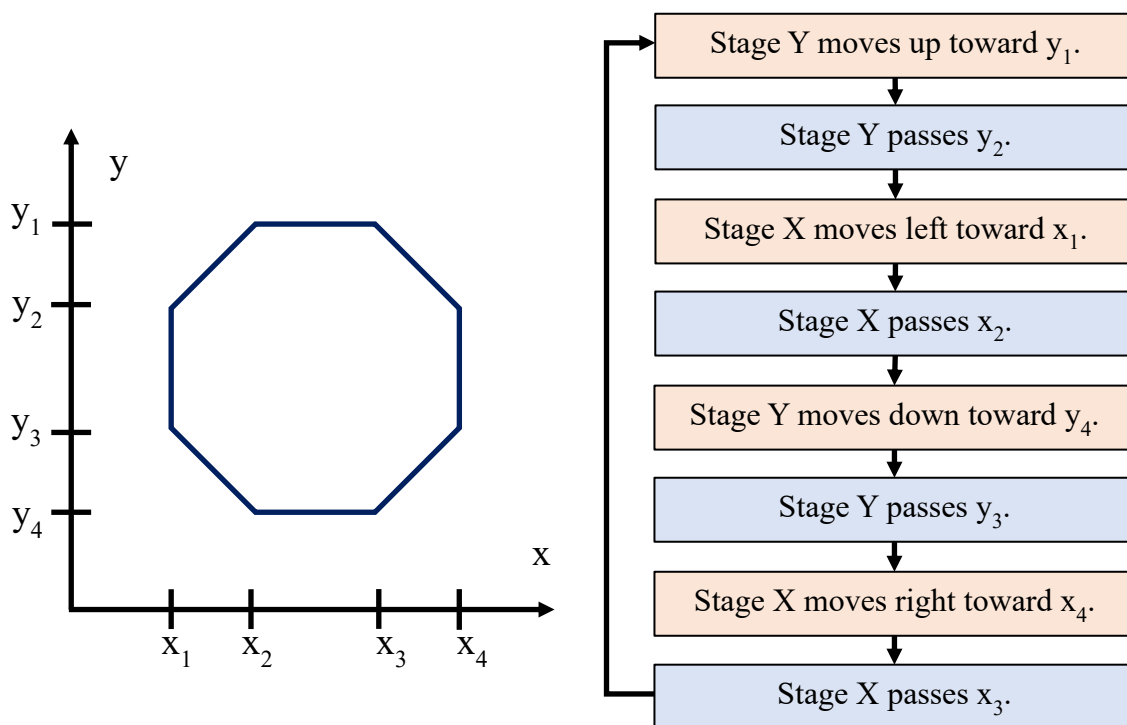 y
y₁
y₂
y₃
y₄
x
x₁
x₂
x₃
x₄
Stage Y moves up toward y₁.
Stage Y passes y₂.
Stage X moves left toward x₁.
Stage X passes x₂.
Stage Y moves down toward y₄.
Stage Y passes y₃.
Stage X moves right toward x₄.
Stage X passes x₃.